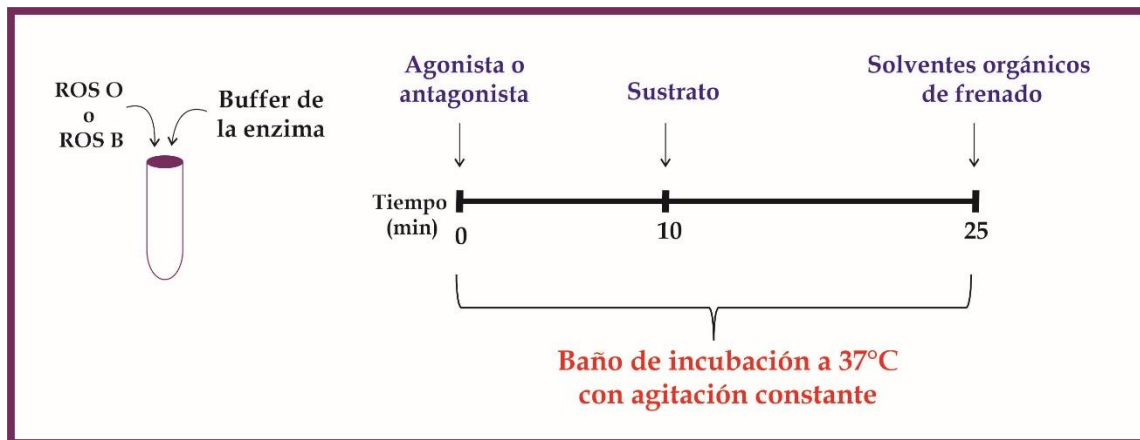 ROS O
o
ROS B
Buffer de
la enzima
Agonista o
antagonista
Sustrato
Solventes orgánicos
de frenado
Tiempo
(min)
0
10
25
Baño de incubación a 37°C
con agitación constante